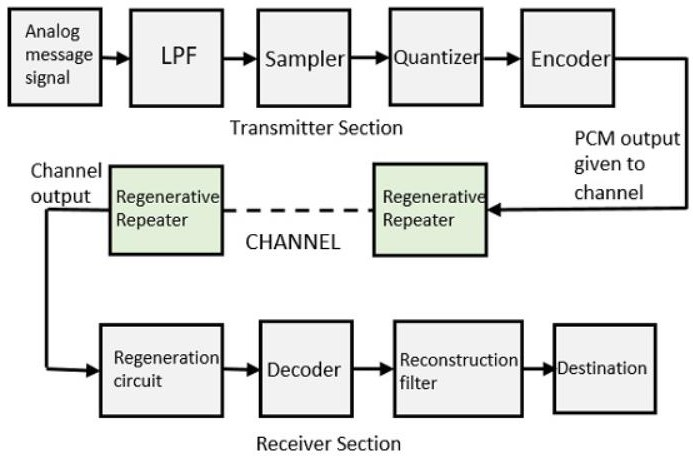 Analog
message
signal
LPF
Sampler
Quantizer
Encoder
Transmitter Section
PCM output
given to
channel
Channel
output
Regenerative
Repeater
CHANNEL
Regenerative
Repeater
Regeneration
circuit
Decoder
Reconstruction
filter
Destination
Receiver Section